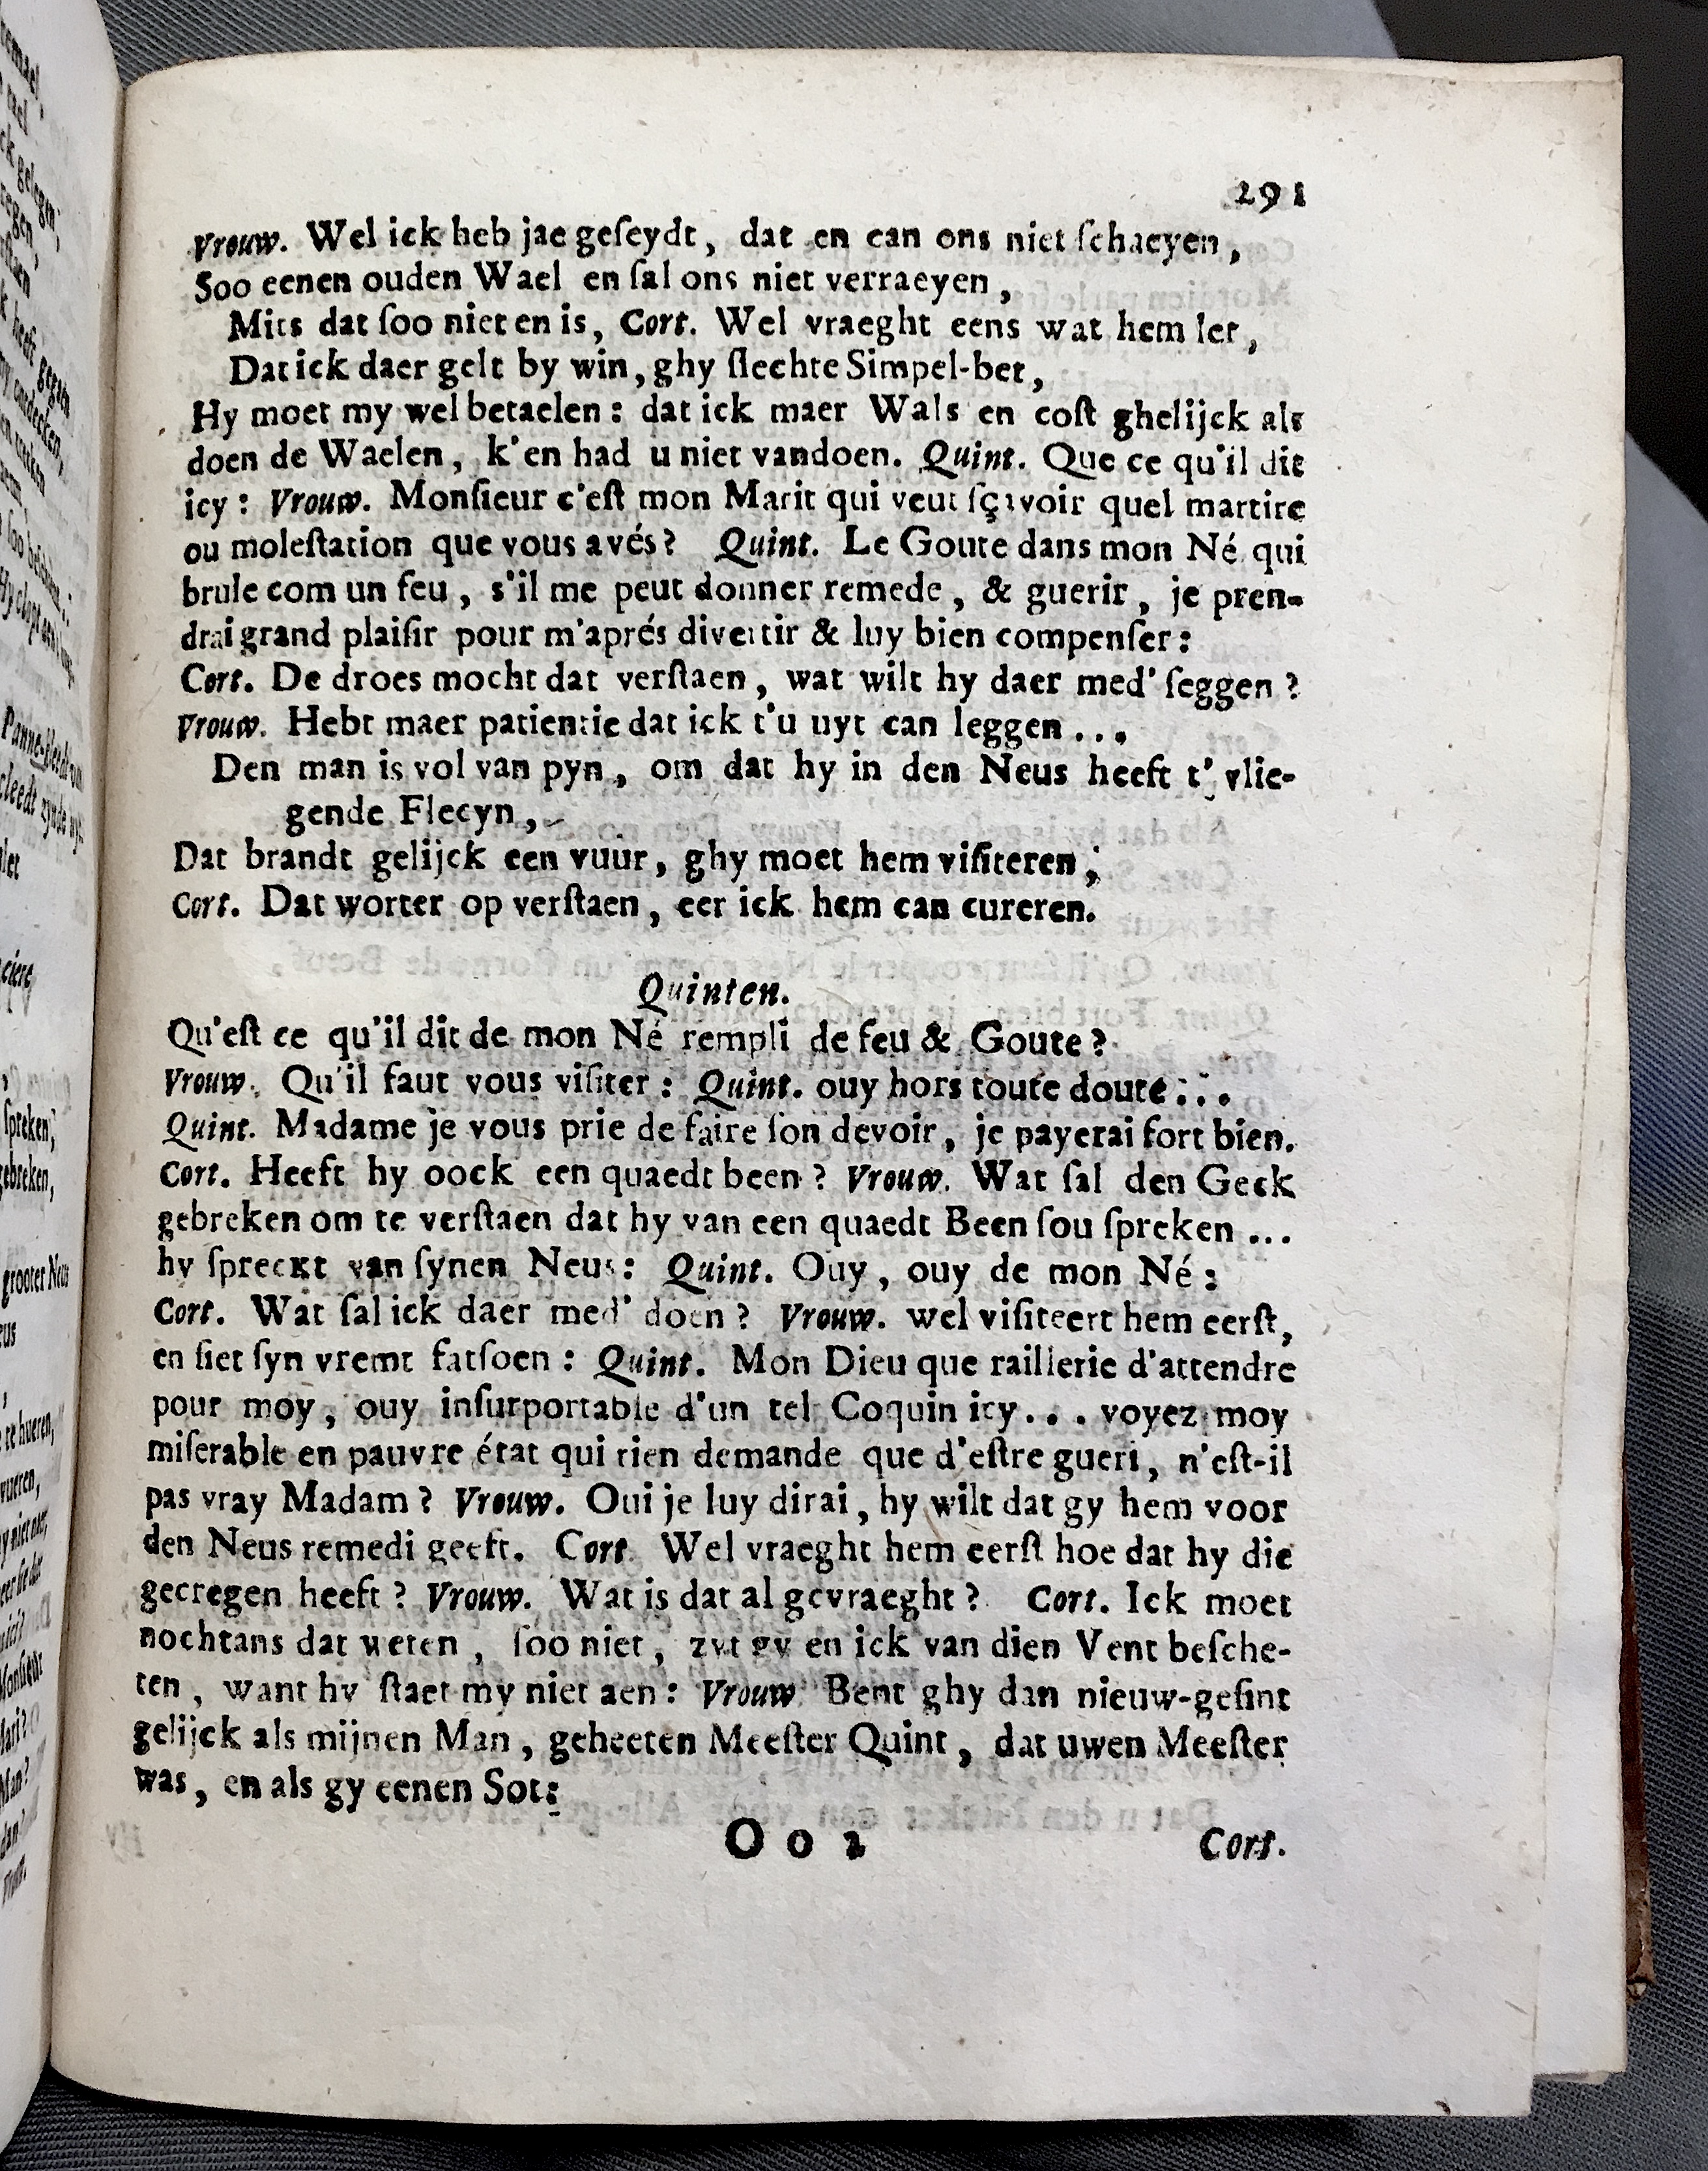 291
Vrouw. Wel ick heb jae geſeydt, dat en can ons niet ſchaeyen,
Soo eenen ouden Wael en ſal ons niet verraeyen,
Mits dat ſoo niet en is, Cort. Wel vraeght eens wat hem let,
Dat ick daer gelt by win, ghy ſlechte Simpel-bet,
Hy moet my wel betaelen: dat ick maer Wals en coſt ghelijck als
doen de Waelen, k'en had u niet vandoen. Quint. Que ce qu'il dit
icy: Vrouw. Monſieur c'eſt mon Marit qui veut ſçavoir quel martire
ou moleſtation que vous avés? Quint. Le Goute dans mon Né qui
brule com un feu, s'il me peut donner remede, & guerir, je pren-
drai grand plaiſir pour m'aprés divertir & luy bien compenſer:
Cort. De droes mocht dat verſtaen, wat wilt hy daer med' ſeggen?
Vrouw. Hebt maer patientie dat ick t'u uyt can leggen...
Den man is vol van pyn, om dat hy in den Neus heeft t' vlie-
gende Flecyn,
Dat brandt gelijck een vuur, ghy moet hem viſiteren;
Cort. Dat worter op verſtaen, eer ick hem can cureren.
Quinten.
Qu'eſt ce qu'il dit de mon Né rempli de feu & Goute?
Vrouw. Qu'il faut vous viſiter: Quint. ouy hors toute doute...
Quint. Madame je vous prie de faire ſon devoir, je payerai fort bien.
Cort. Heeft hy oock een quaedt been? Vrouw. Wat ſal den Geck
gebreken om te verſtaen dat hy van een quaedt Been ſou ſpreken...
hy ſpreckt van ſynen Neus: Quint. Ouy, ouy de mon Né:
Cort. Wat ſal ick daer med' doen? Vrouw. wel viſiteert hem eerſt,
en ſiet ſyn vremt fatſoen: Quint. Mon Dieu que raillerie d'attendre
pour moy, ouy inſurportable d'un tel Coquin icy... voyez moy
miſerable en pauvre état qui rien demande que d'eſtre gueri, n'eſt-il
pas vray Madam? Vrouw. Oui je luy dirai, hy wilt dat gy hem voor
den Neus remedi geeft. Cort. Wel vraeght hem eerſt hoe dat hy die
gecregen heeft? Vrouw. Wat is dat al gevraeght? Cort. Ick moet
nochtans dat weten, ſoo niet, zyt gy en ick van dien Vent beſche-
ten, want hy ſtaet my niet aen: Vrouw. Bent ghy dan nieuw-geſint
gelijck als mijnen Man, geheeten Meeſter Quint, dat uwen Meeſter
was, en als gy eenen Sot:
O o 2 Cort.